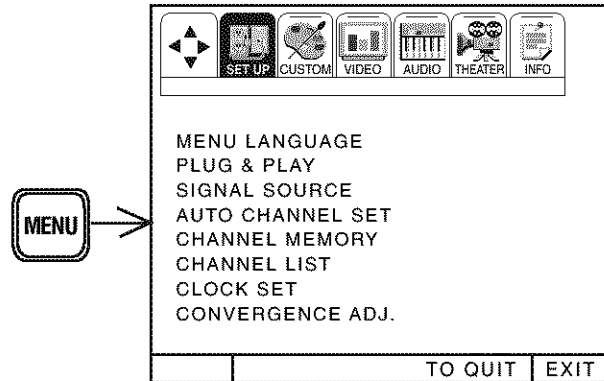 SET UP CUSTOM VIDEO AUDIO THEATER INFO
MENU LANGUAGE
PLUG & PLAY
SIGNAL SOURCE
AUTO CHANNEL SET
MENU
CHANNEL MEMORY
CHANNEL LIST
CLOCK SET
CONVERGENCE ADJ.
TO QUIT EXIT